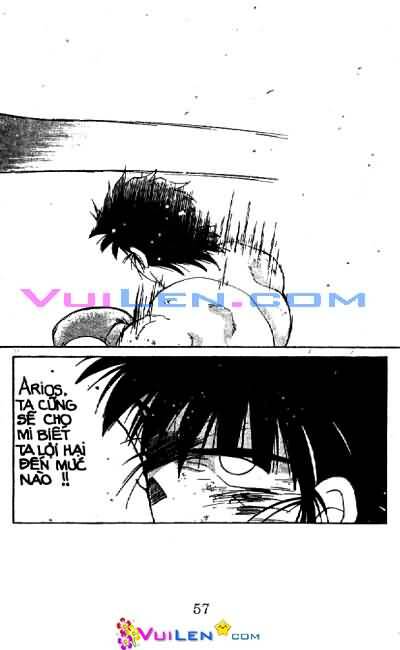 VuiLen.com
Arios,
TA CŨNG
SẼ CHO
MI BIẾT
TA LỢI HẠI
ĐẾN MỨC
NÀO !!
57
VuiLen.com